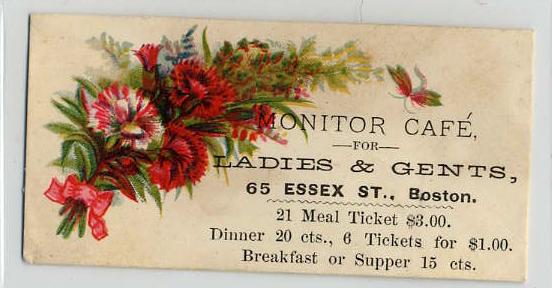 MONITOR CAFÉ,
—FOR—
LADIES & GENTS,
65 ESSEX ST., Boston.
21 Meal Ticket $3.00.
Dinner 20 cts., 6 Tickets for $1.00.
Breakfast or Supper 15 cts.